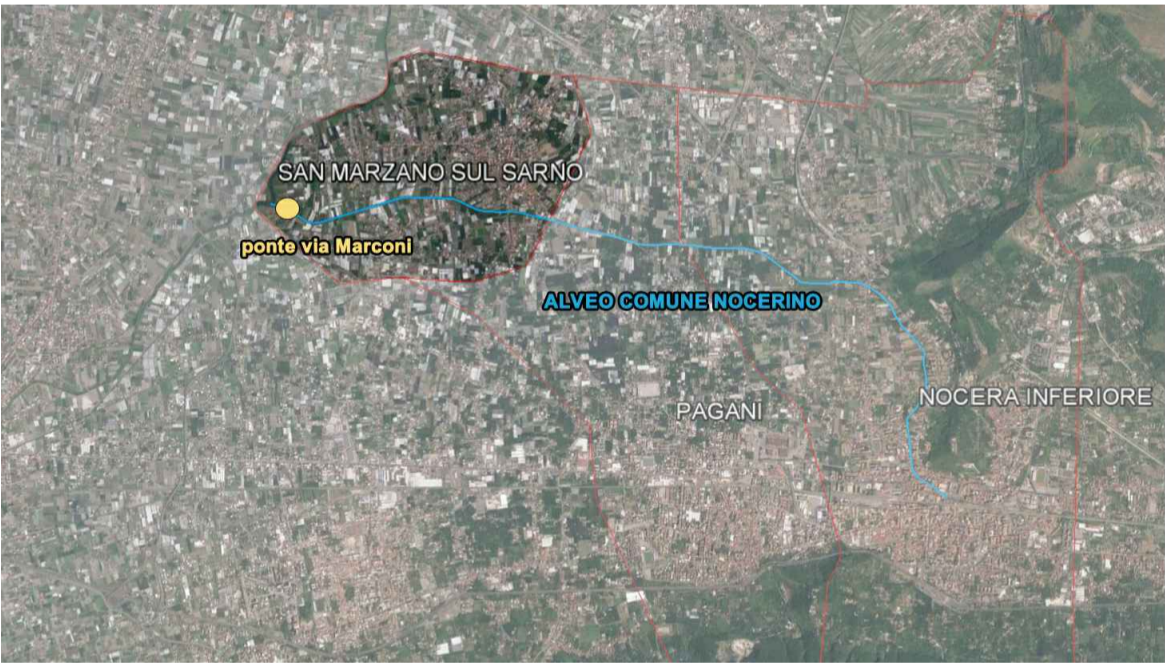 SAN MARZANO SUL SARNO
ponte via Marconi
ALVEO COMUNE NOCERINO
NOCERA INFERIORE
PAGANI